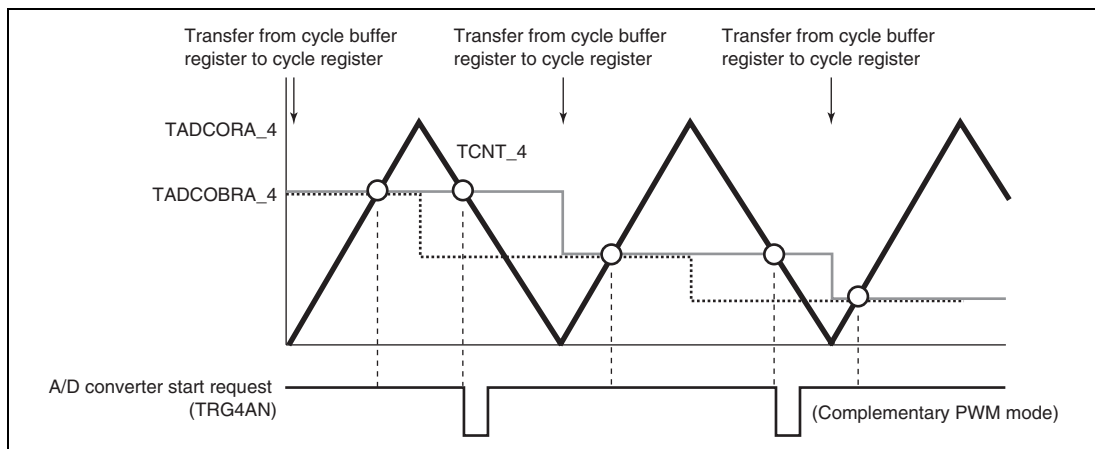 Transfer from cycle buffer
register to cycle register
Transfer from cycle buffer
register to cycle register
Transfer from cycle buffer
register to cycle register
TADCORA_4
TCNT_4
TADCOBRA_4
A/D converter start request
(TRG4AN)
(Complementary PWM mode)